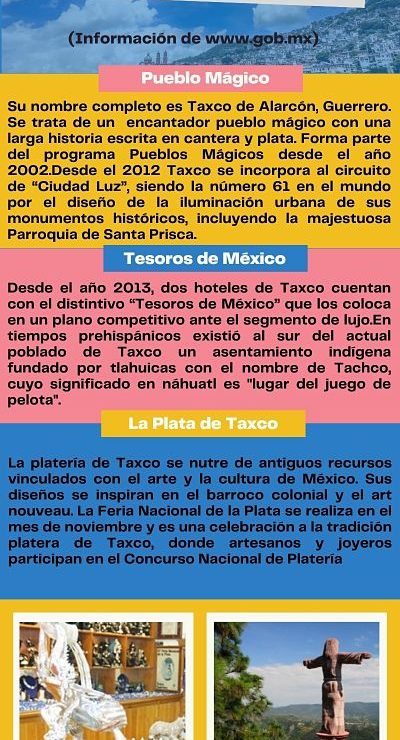 (Información de www.gob.mx)
Pueblo Mágico
Su nombre completo es Taxco de Alarcón, Guerrero.
Se trata de un encantador pueblo mágico con una
larga historia escrita en cantera y plata. Forma parte
del programa Pueblos Mágicos desde el año
2002.Desde el 2012 Taxco se incorpora al circuito
de “Ciudad Luz”, siendo la número 61 en el mundo
por el diseño de la iluminación urbana de sus
monumentos históricos, incluyendo la majestuosa
Parroquia de Santa Prisca.
Tesoros de México
Desde el año 2013, dos hoteles de Taxco cuentan
con el distintivo “Tesoros de México” que los coloca
en un plano competitivo ante el segmento de lujo.En
tiempos prehispánicos existió al sur del actual
poblado de Taxco un asentamiento indígena
fundado por tlahuicas con el nombre de Tachco,
cuyo significado en náhuatl es "lugar del juego de
pelota".
La Plata de Taxco
La platería de Taxco se nutre de antiguos recursos
vinculados con el arte y la cultura de México. Sus
diseños se inspiran en el barroco colonial y el art
nouveau. La Feria Nacional de la Plata se realiza en el
mes de noviembre y es una celebración a la tradición
platera de Taxco, donde artesanos y joyeros
participan en el Concurso Nacional de Platería